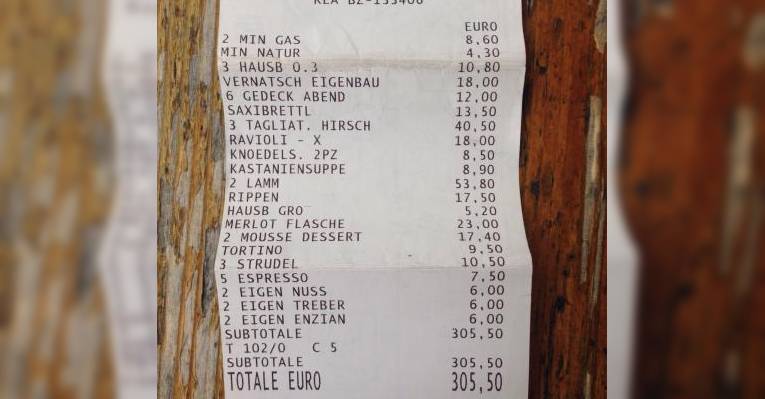 EURO
2 MIN GAS 8,60
MIN NATUR 4,30
3 HAUSB 0.3 10,80
VERNATSCH EIGENBAU 18,00
6 GEDECK ABEND 12,00
SAXIBRETTL 13,50
3 TAGLIAT. HIRSCH 40,50
RAVIOLI - X 18,00
KNOEDELS. 2PZ 8,50
KASTANIENSUPPE 8,90
2 LAMM 53,80
RIPPEN 17,50
HAUSB GRO 5,20
MERLOT FLASCHE 23,00
2 MOUSSE DESSERT 17,40
TORTINO 9,50
3 STRUDEL 10,50
5 ESPRESSO 7,50
2 EIGEN NUSS 6,00
2 EIGEN TREBER 6,00
2 EIGEN ENZIAN 6,00
SUBTOTALE 305,50
T 102/0 C 5
SUBTOTALE 305,50
TOTALE EURO 305,50